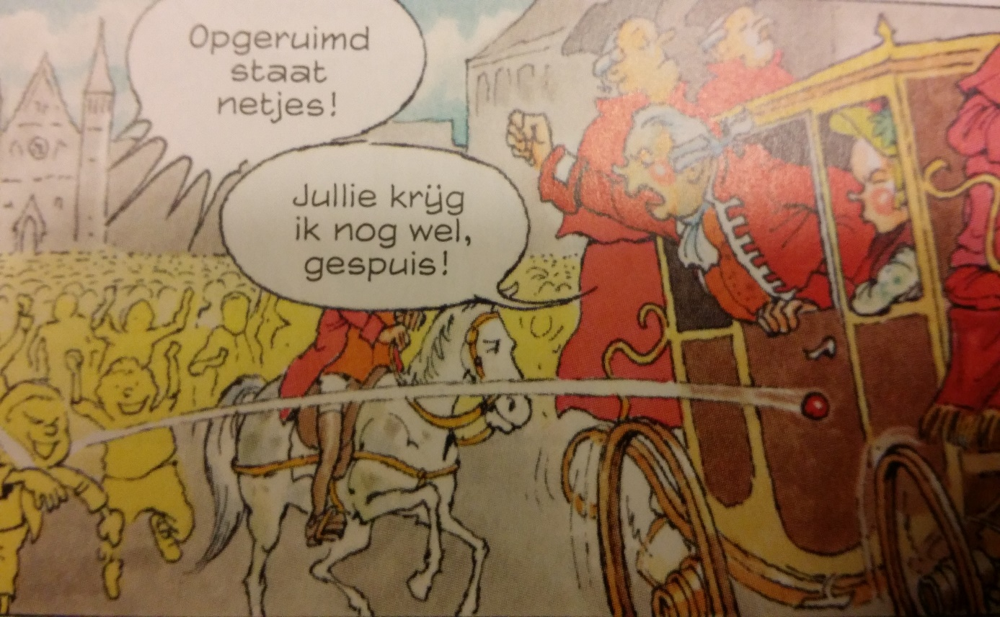 Opgeruimd
staat
netjes!
Jullie krijg
ik nog wel,
gespuis!